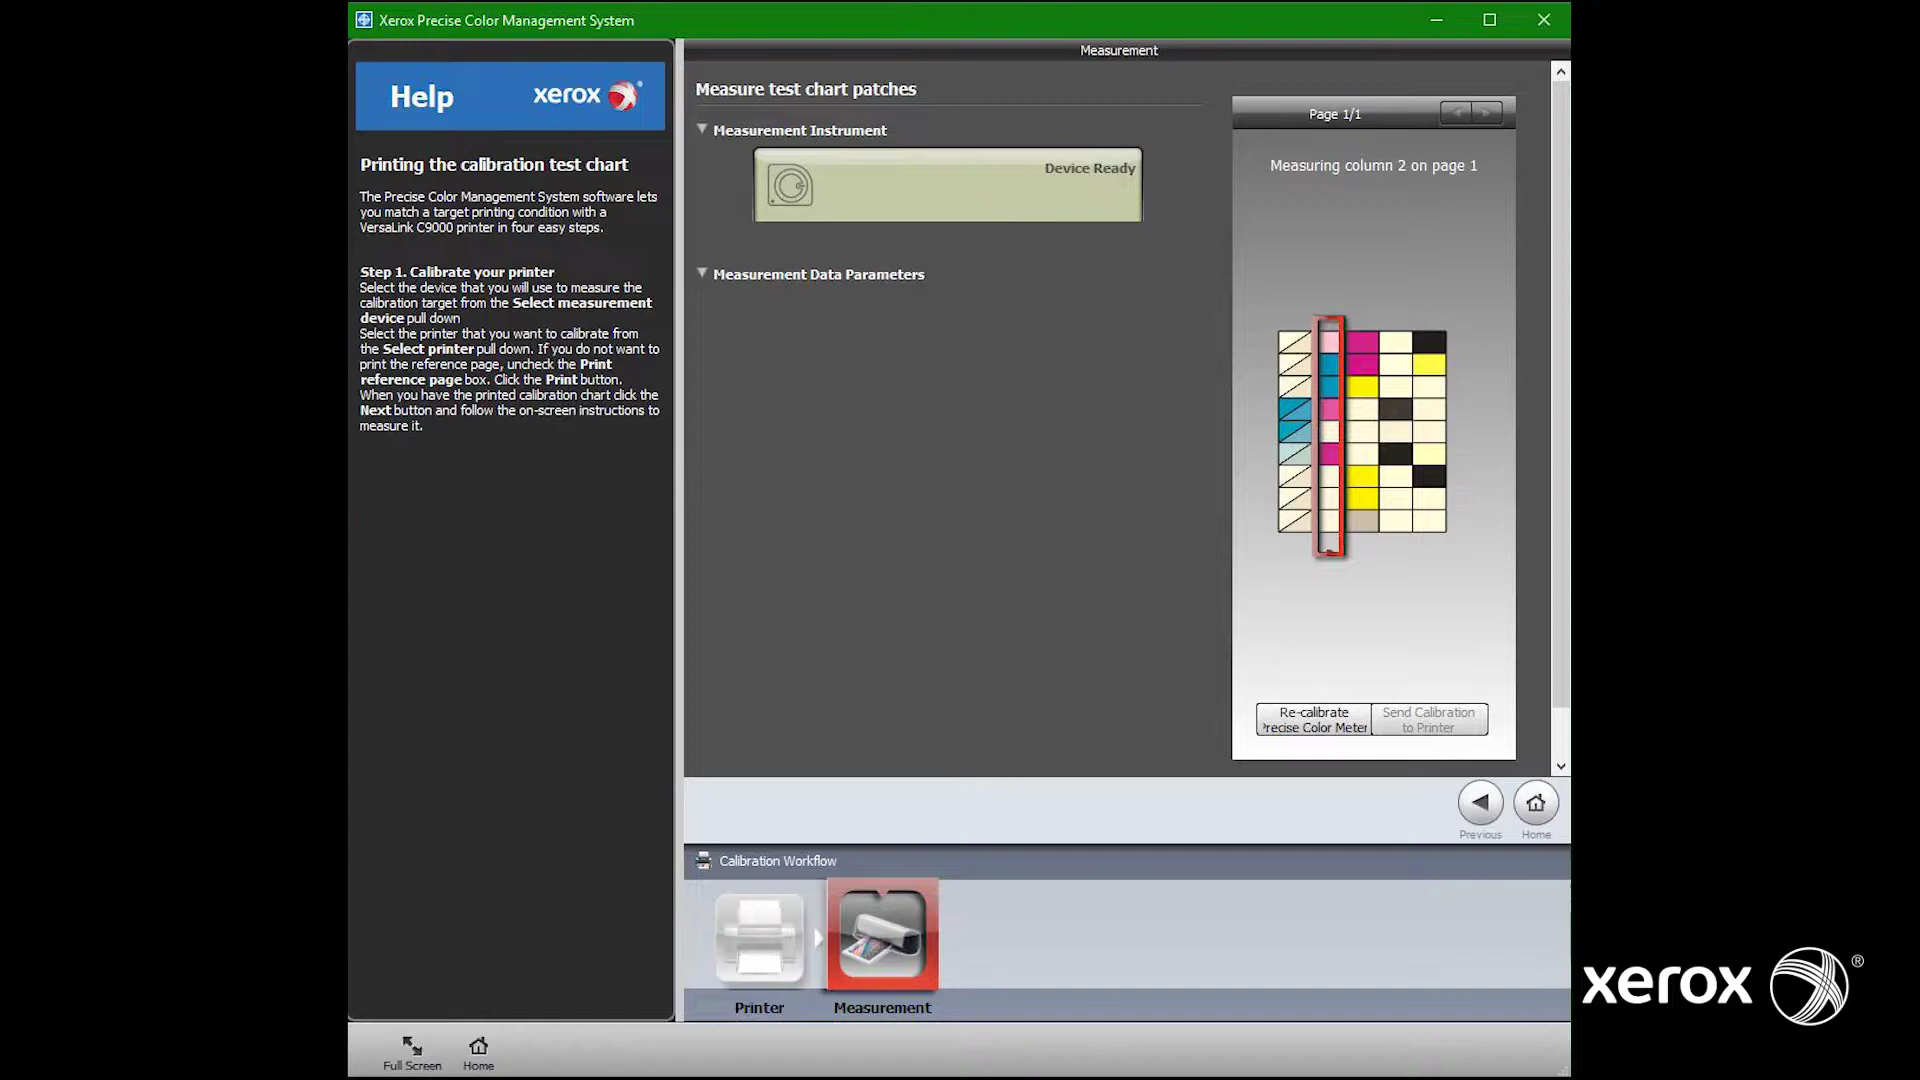 Xerox Precise Color Management System
Help
xerox
Printing the calibration test chart
The Precise Color Management System software lets
you match a target printing condition with a
VersaLink C9000 printer in four easy steps.
Step 1. Calibrate your printer
Select the device that you will use to measure the
calibration target from the Select measurement
device pull down
Select the printer that you want to calibrate from
the Select printer pull down. If you do not want to
print the reference page, uncheck the Print
reference page box. Click the Print button.
When you have the printed calibration chart click the
Next button and follow the on-screen instructions to
measure it.
Measurement
Measure test chart patches
Measurement Instrument
Device Ready
Measurement Data Parameters
Page 1/1
Measuring column 2 on page 1
Re-calibrate
Precise Color Meter
Send Calibration
to Printer
Previous
Home
Calibration Workflow
Printer
Measurement
Full Screen
Home
xerox ®